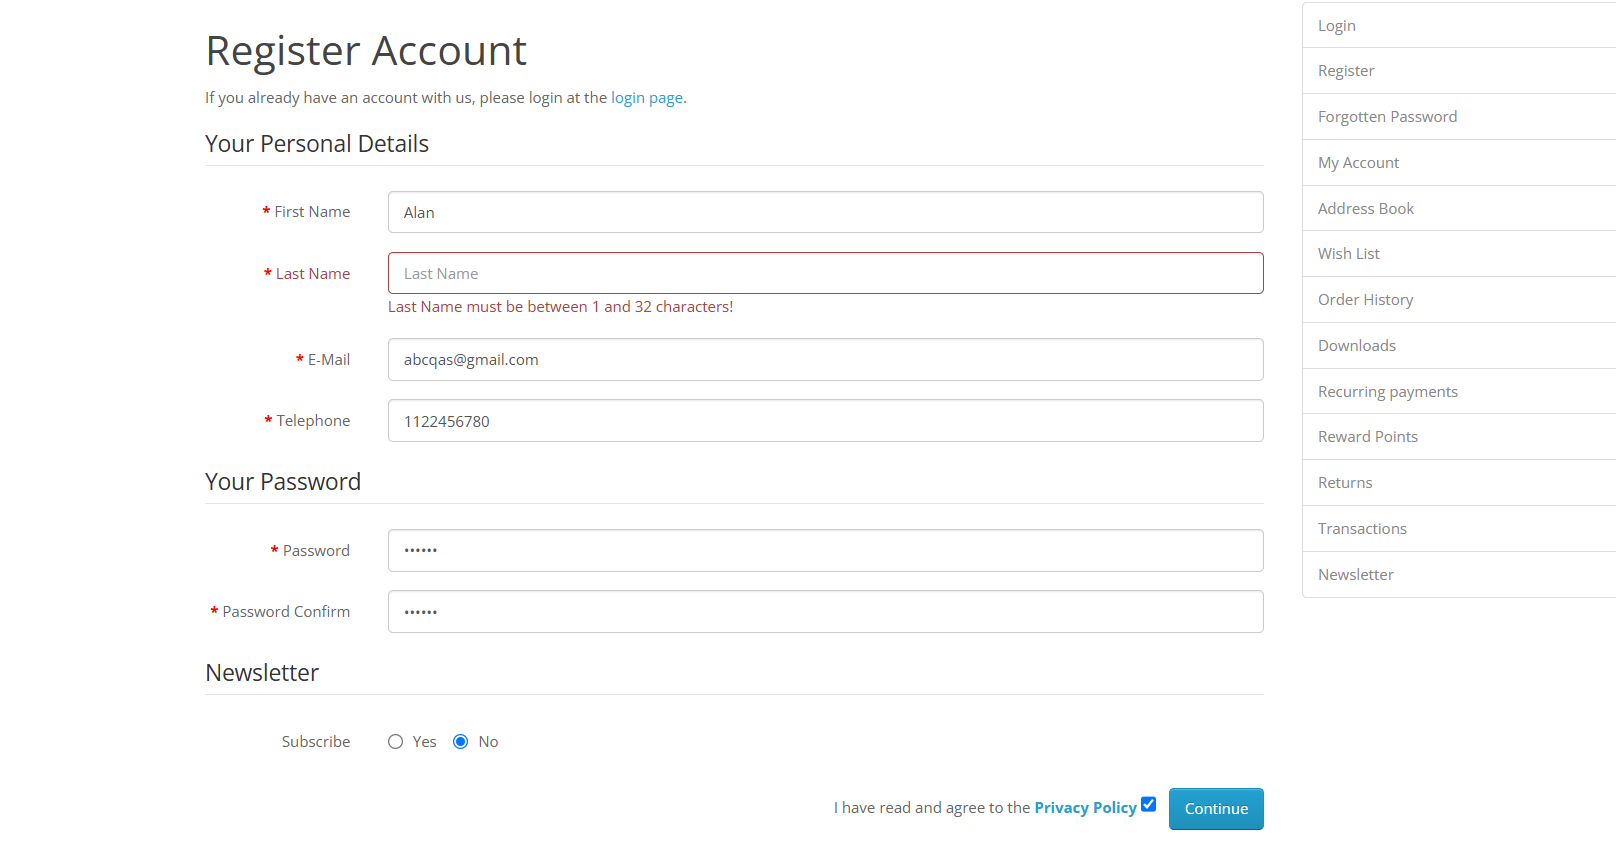 Register Account
If you already have an account with us, please login at the login page.
Your Personal Details
* First Name
Alan
* Last Name
Last Name
Last Name must be between 1 and 32 characters!
* E-Mail
abcqas@gmail.com
* Telephone
1122456780
Your Password
* Password
••••••
* Password Confirm
••••••
Newsletter
Subscribe Yes No
I have read and agree to the Privacy Policy Continue
Login
Register
Forgotten Password
My Account
Address Book
Wish List
Order History
Downloads
Recurring payments
Reward Points
Returns
Transactions
Newsletter